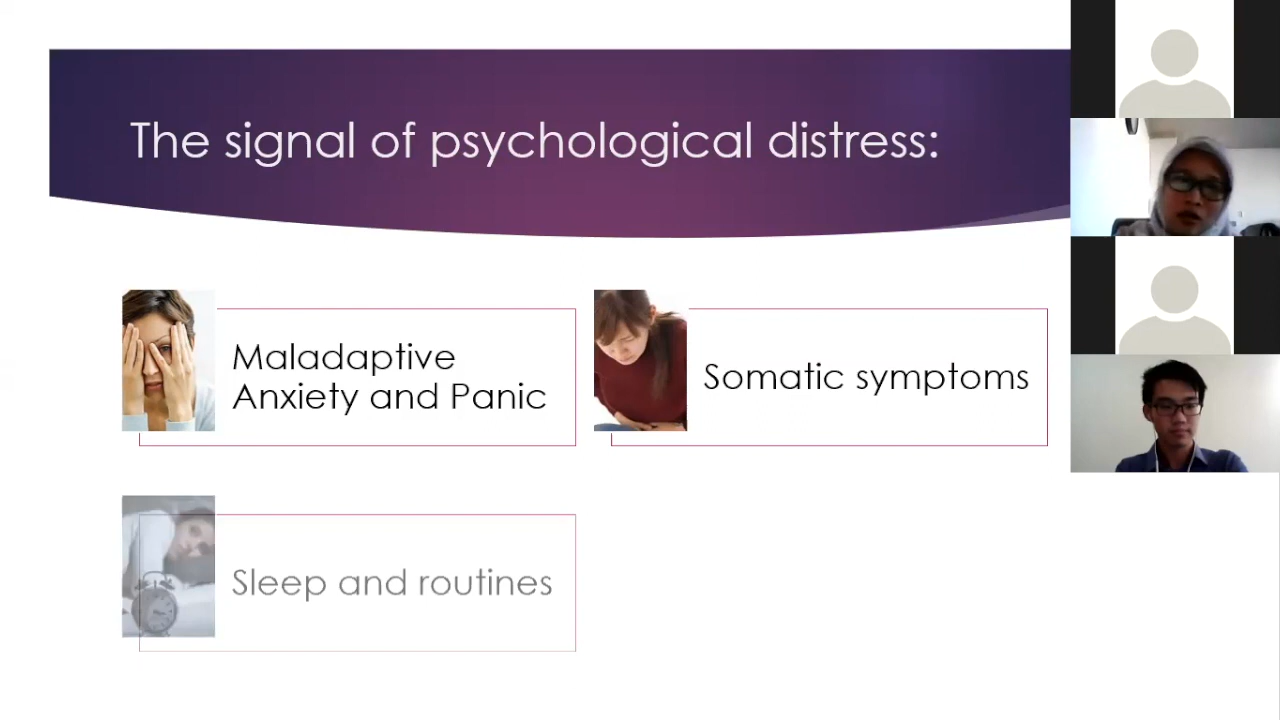 The signal of psychological distress:
Maladaptive
Anxiety and Panic
Somatic symptoms
Sleep and routines